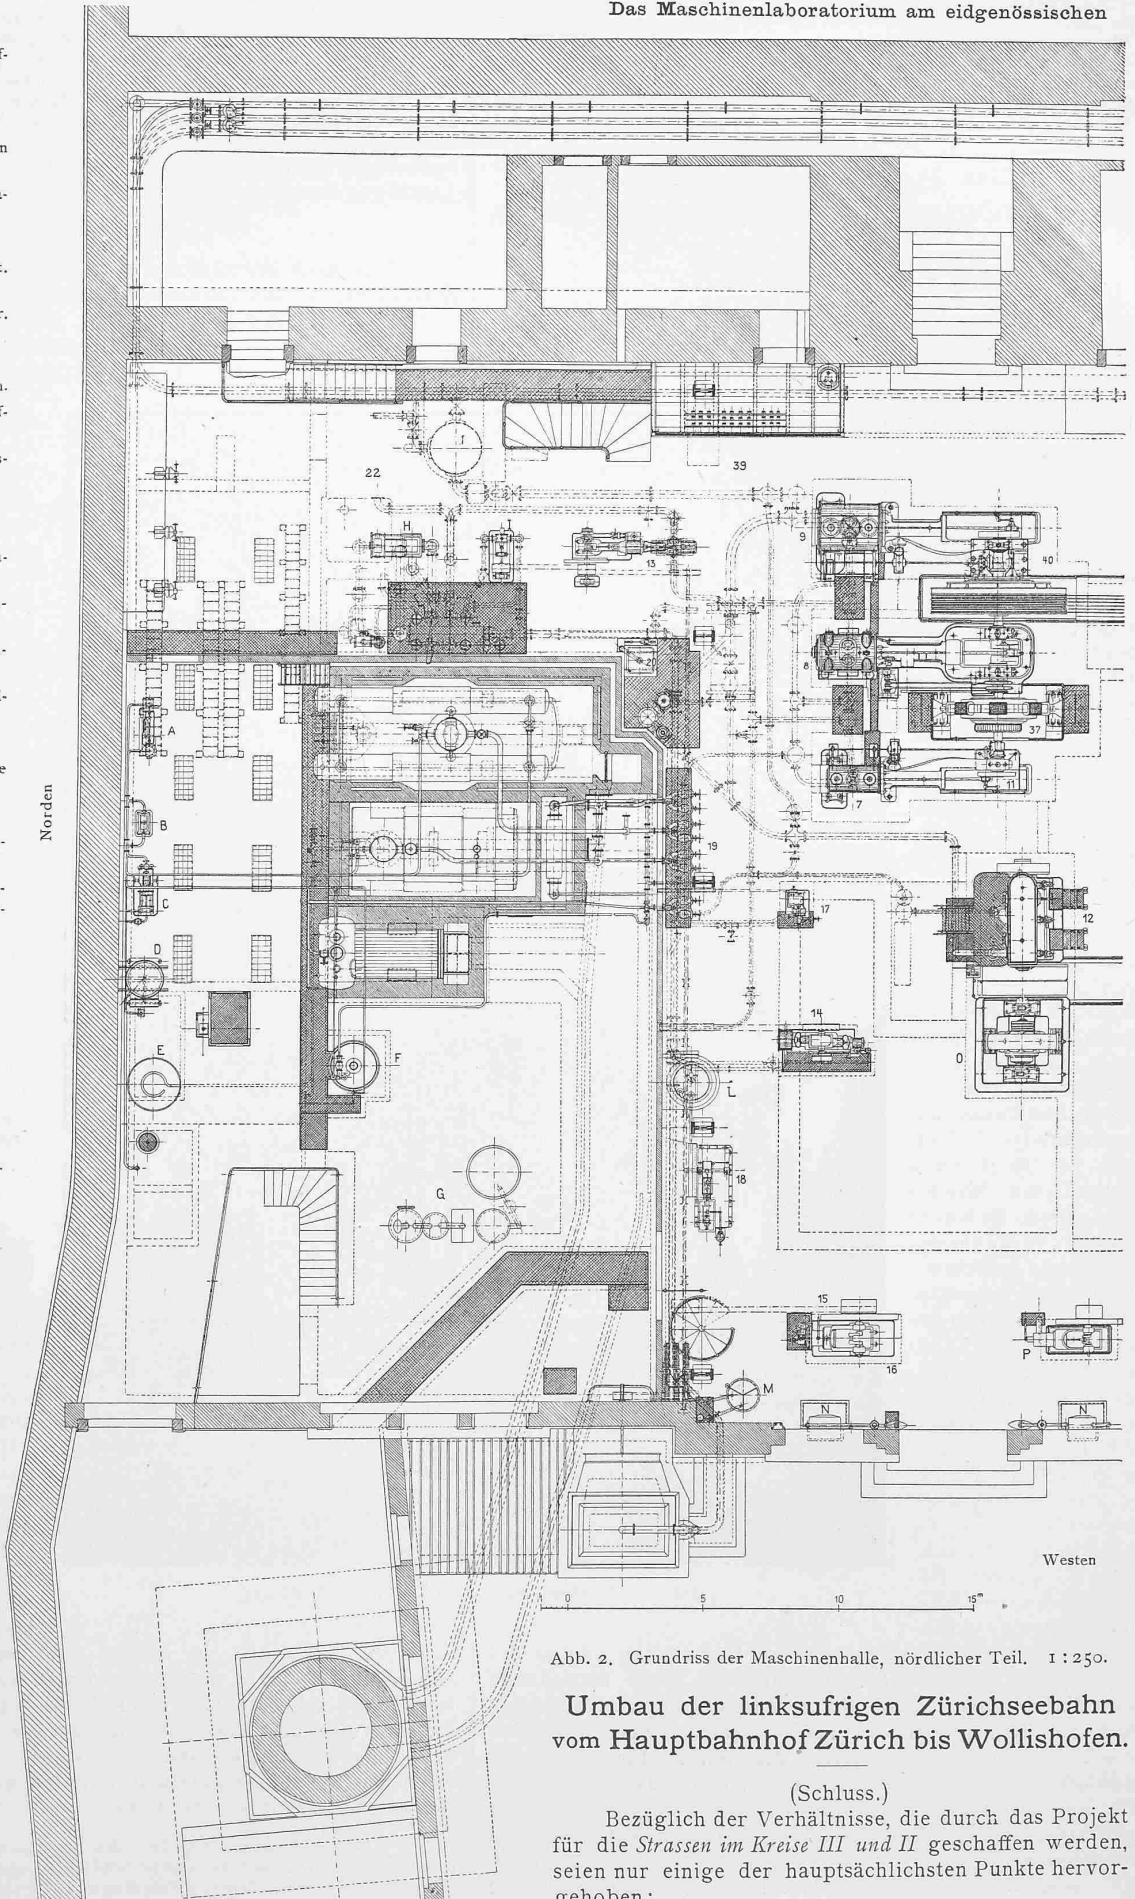 Das Maschinenlaboratorium am eidgenössischen
22
39
H
I
J
13
9
40
20
8
37
A
7
11
B
19
C
17
12
D
14
E
F
O
L
G
18
15
P
16
M
N
N
Norden
Westen
0 5 10 15m
Abb. 2. Grundriss der Maschinenhalle, nördlicher Teil. 1 : 250.
Umbau der linksufrigen Zürichseebahn
vom Hauptbahnhof Zürich bis Wollishofen.
(Schluss.)
Bezüglich der Verhältnisse, die durch das Projekt
für die Strassen im Kreise III und II geschaffen werden,
seien nur einige der hauptsächlichsten Punkte hervor-
gehoben: